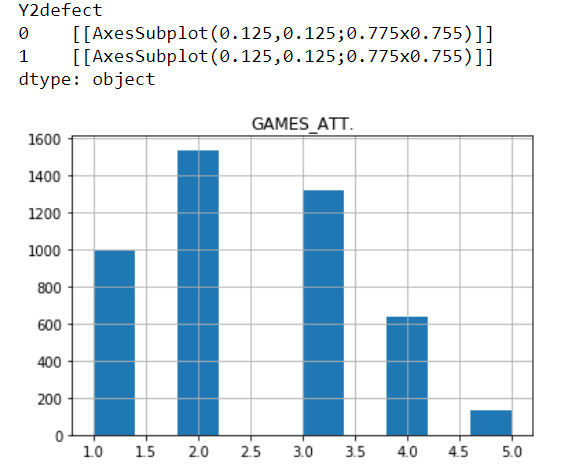 Y2defect
0 [[AxesSubplot(0.125,0.125;0.775x0.755)]]
1 [[AxesSubplot(0.125,0.125;0.775x0.755)]]
dtype: object
GAMES_ATT.
1600
1400
1200
1000
800
600
400
200
0
1.0 1.5 2.0 2.5 3.0 3.5 4.0 4.5 5.0